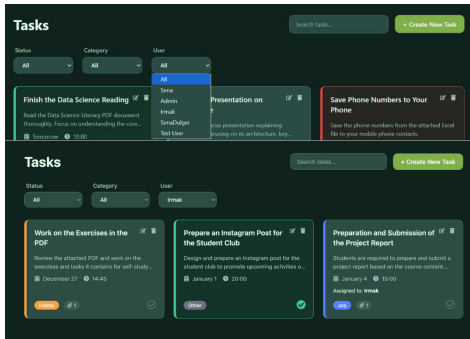 Tasks
Search tasks...
+ Create New Task
Status
Category
User
All
All
All
All
Sena
Admin
Irmak
SenaDulger
Test User
Finish the Data Science Reading
Read the Data Science Literacy PDF document
thoroughly. Focus on understanding the core...
Tomorrow 10:00
Presentation on
presentation explaining
focusing on its architecture, key...
Save Phone Numbers to Your
Phone
Save the phone numbers from the attached Excel
file to your mobile phone contacts.
Tasks
Search tasks...
+ Create New Task
Status
Category
User
All
All
Irmak
Work on the Exercises in the
PDF
Review the attached PDF and work on the
exercises and tasks it contains for self-study...
December 27 14:45
Hobby
1
Prepare an Instagram Post for
the Student Club
Design and prepare an Instagram post for the
student club to promote upcoming activities o...
January 1 20:00
Other
Preparation and Submission of
the Project Report
Students are required to prepare and submit a
project report based on the course content....
January 4 15:00
Assigned to: Irmak
Job
1